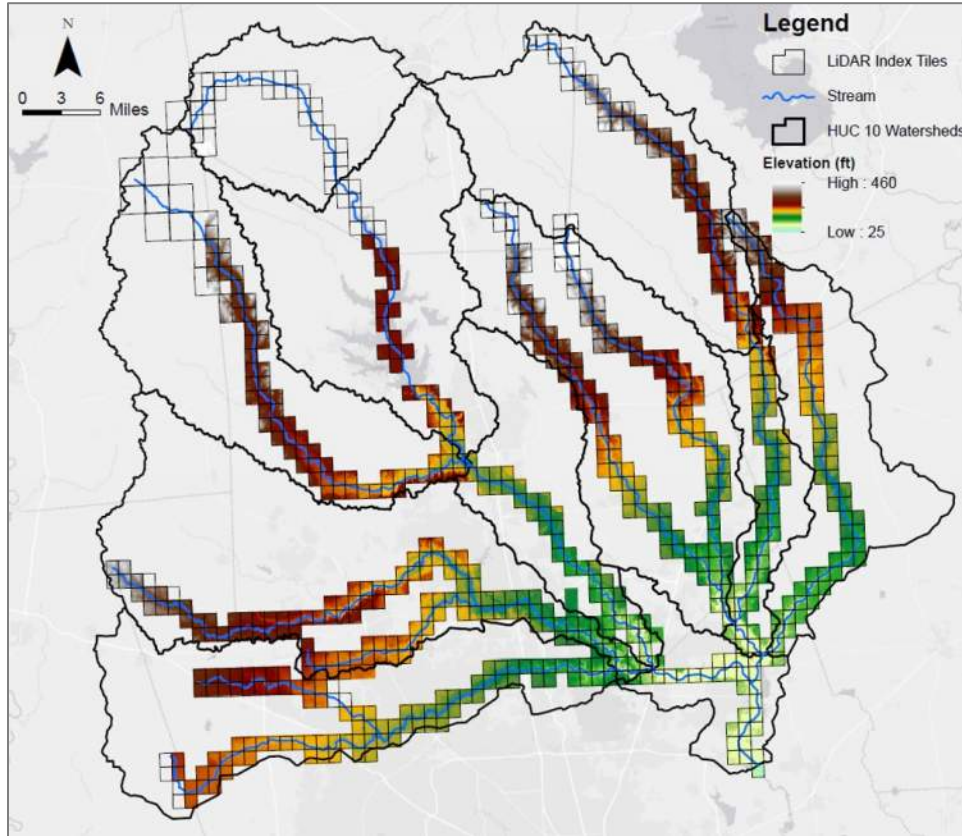 N
0 3 6
Miles
Legend
LiDAR Index Tiles
Stream
HUC 10 Watersheds
Elevation (ft)
High : 460
Low : 25